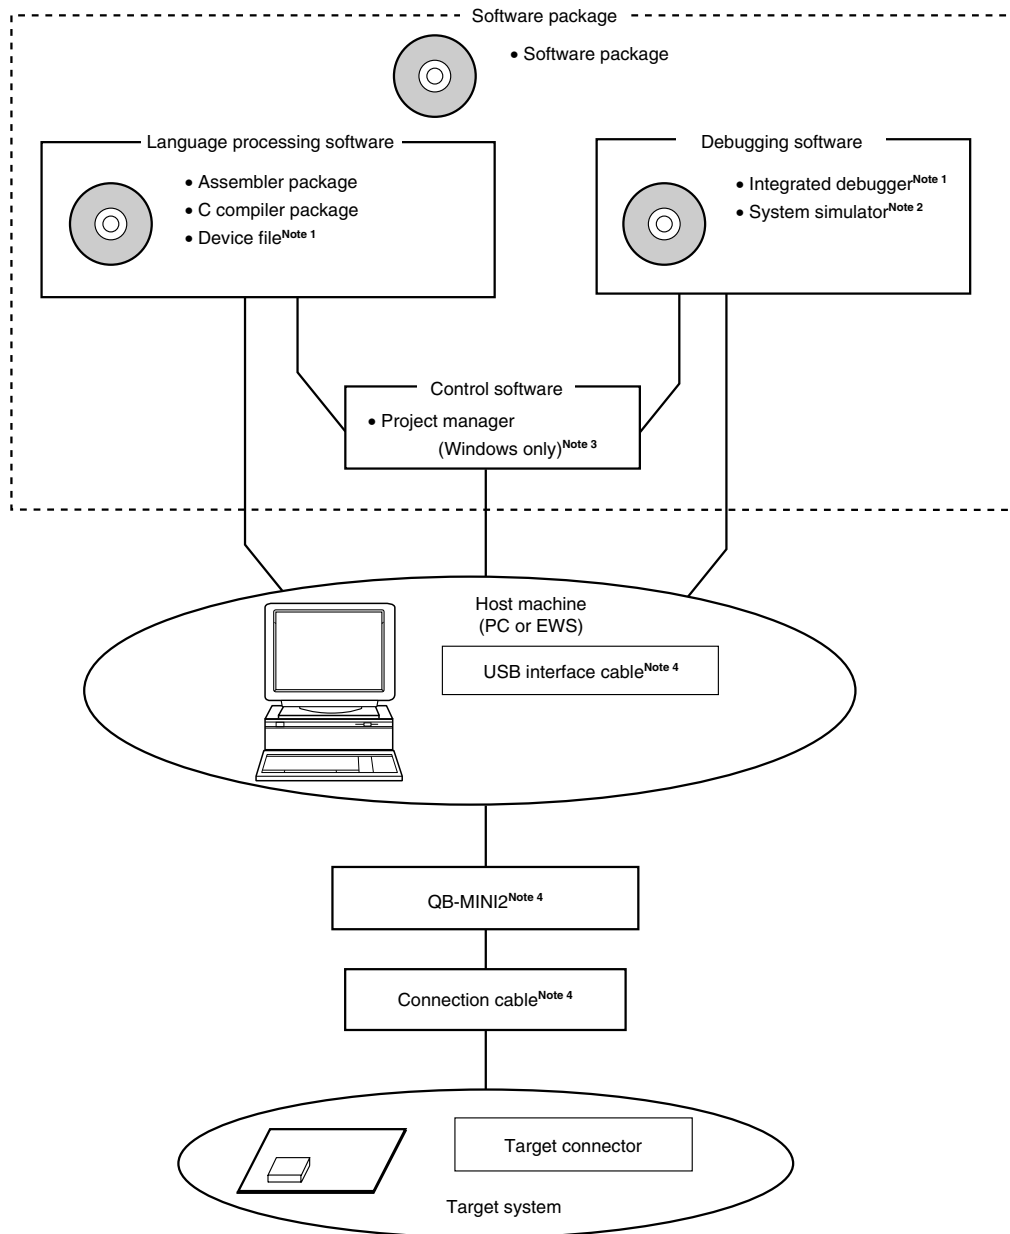 Software package
• Software package
Language processing software
• Assembler package
• C compiler package
• Device fileNote 1
Debugging software
• Integrated debuggerNote 1
• System simulatorNote 2
Control software
• Project manager
(Windows only)Note 3
Host machine
(PC or EWS)
USB interface cableNote 4
QB-MINI2Note 4
Connection cableNote 4
Target connector
Target system